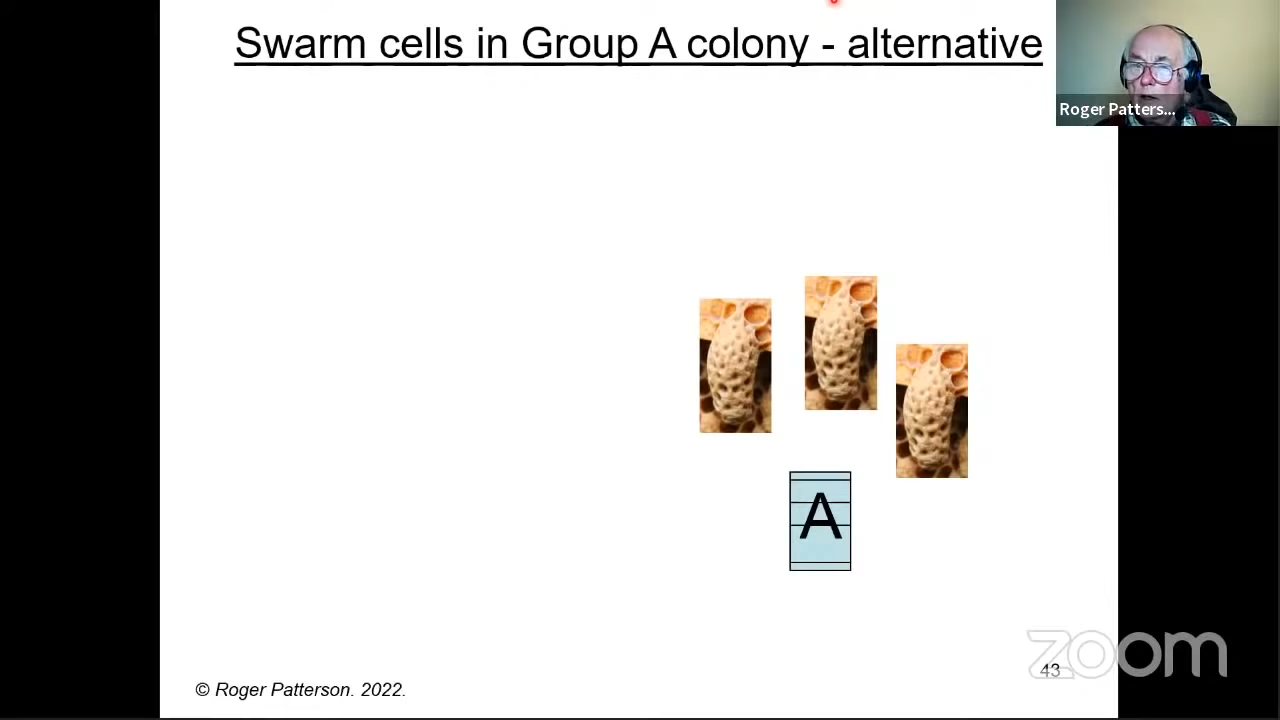 Swarm cells in Group A colony - alternative
Roger Patters...
A
43
zoom
© Roger Patterson. 2022.